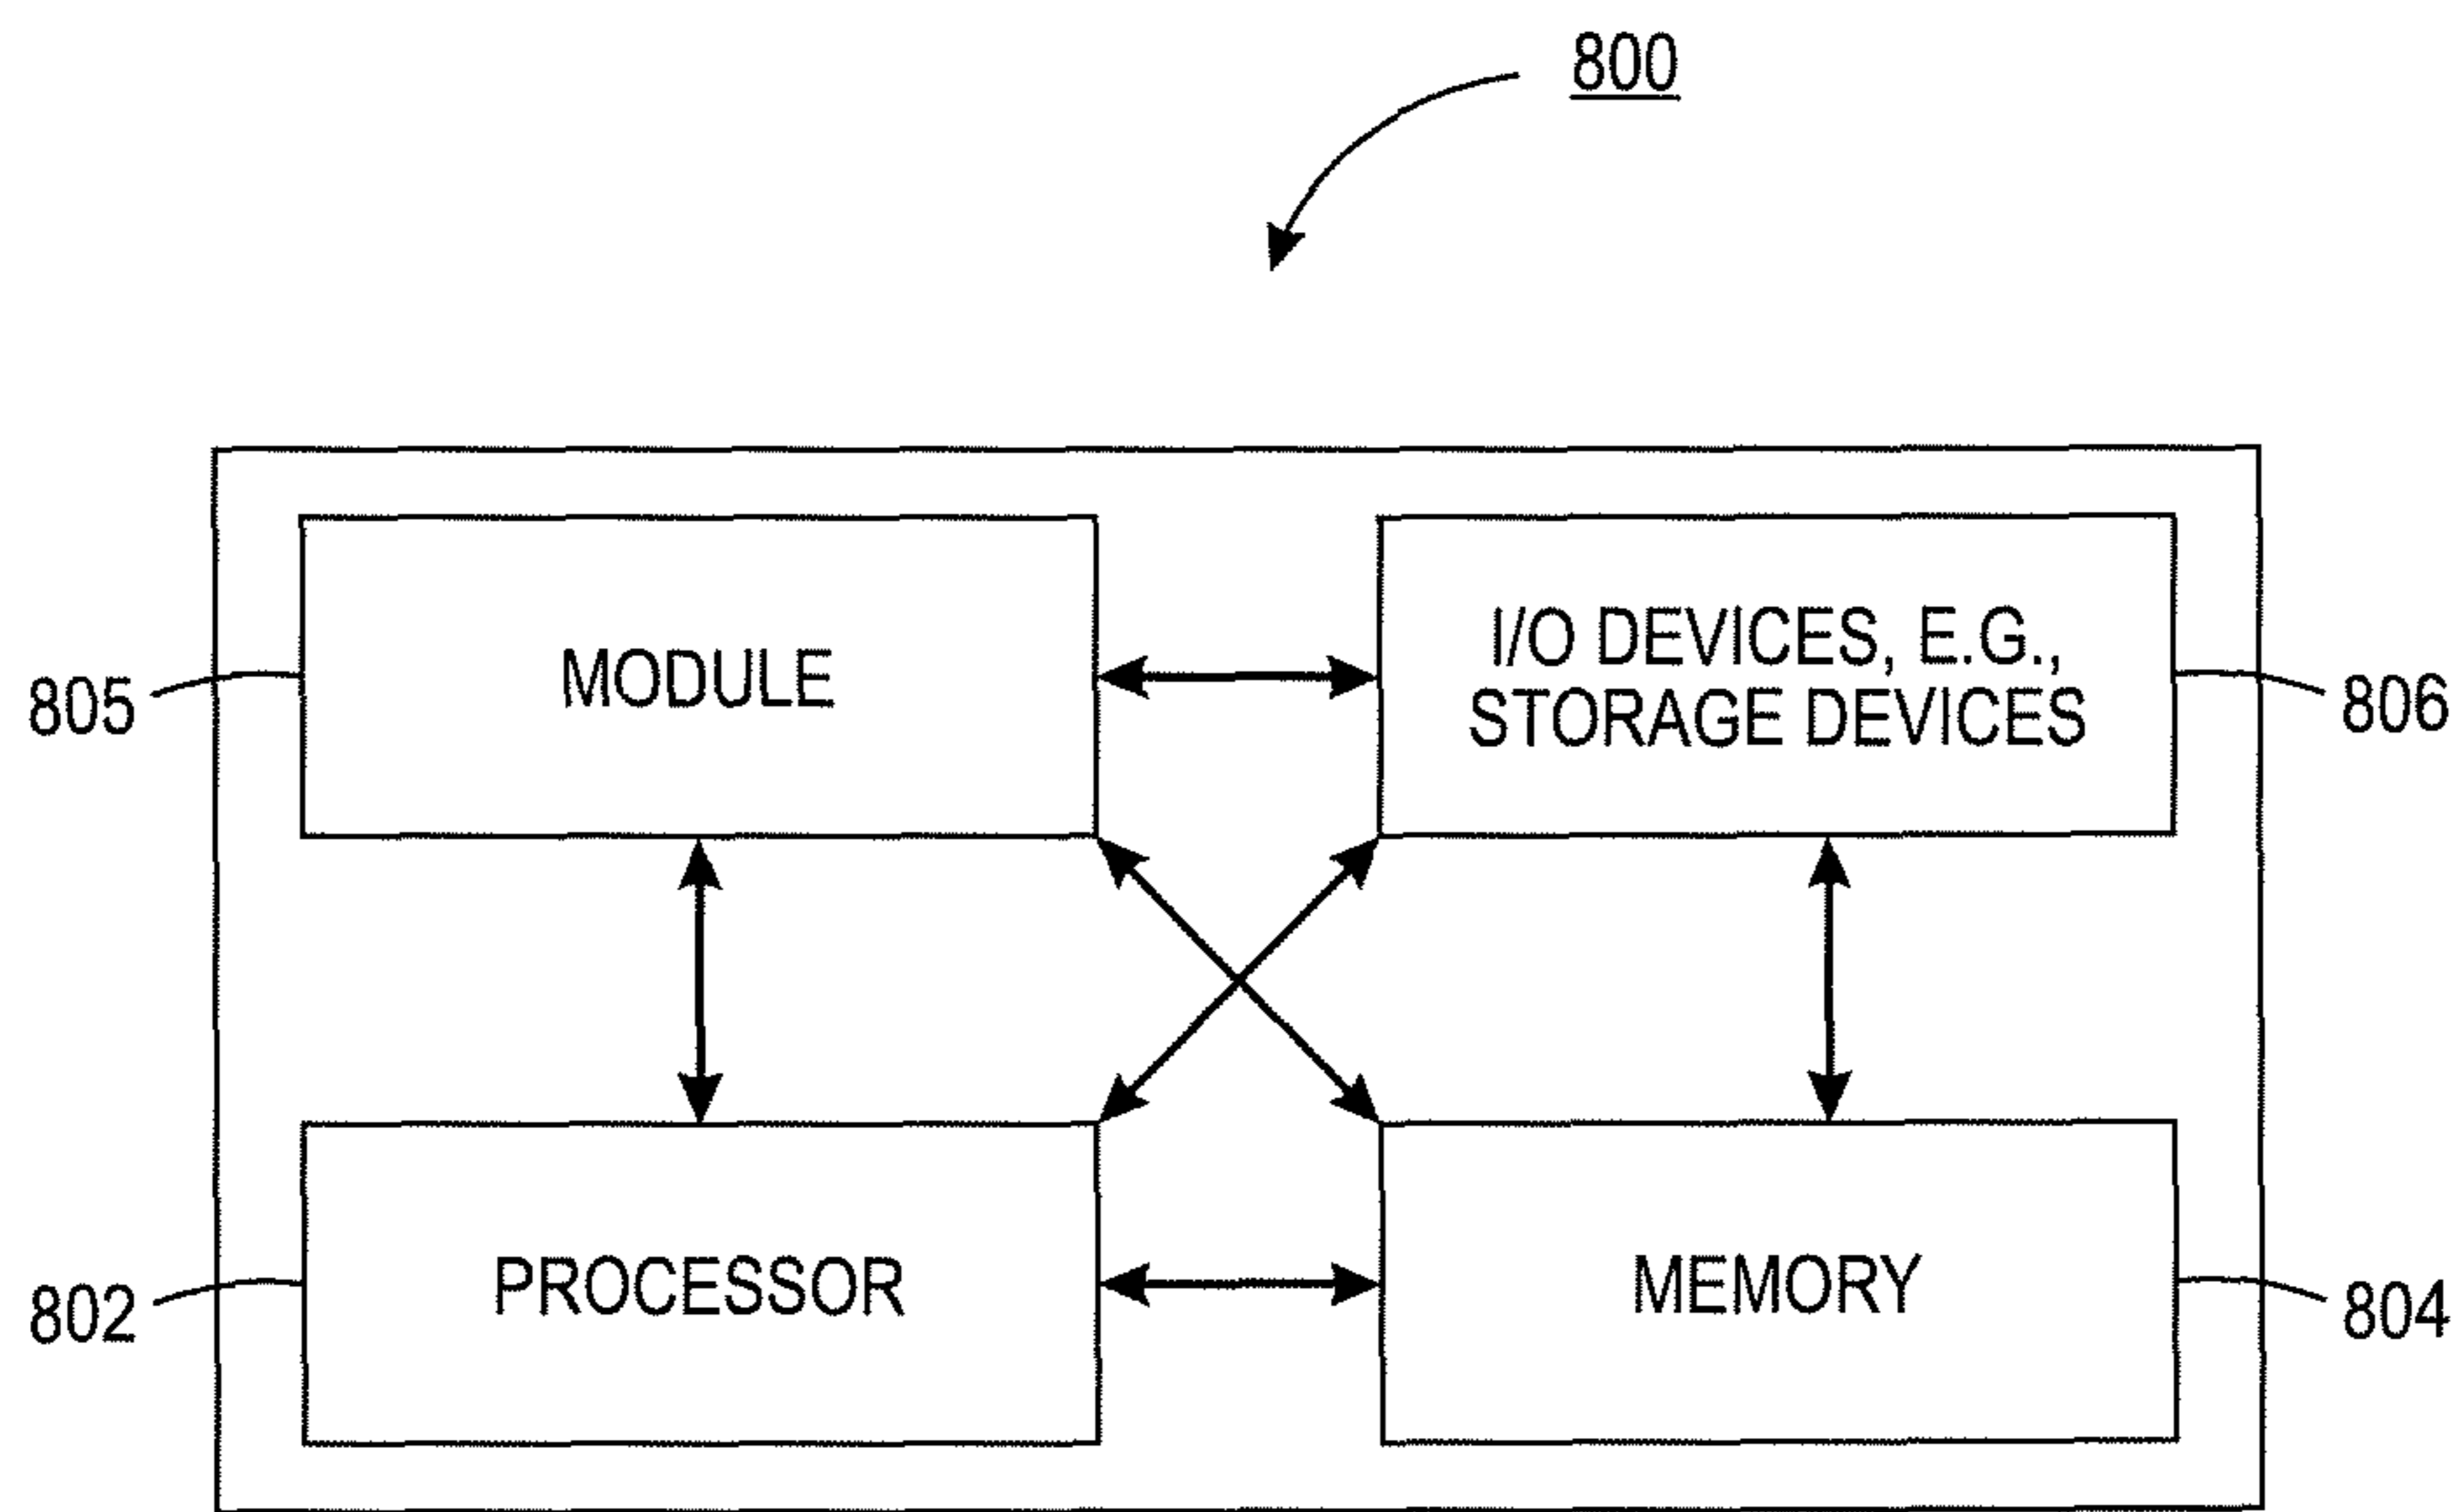 800
MODULE
I/O DEVICES, E.G.,
STORAGE DEVICES
805
806
PROCESSOR
MEMORY
802
804